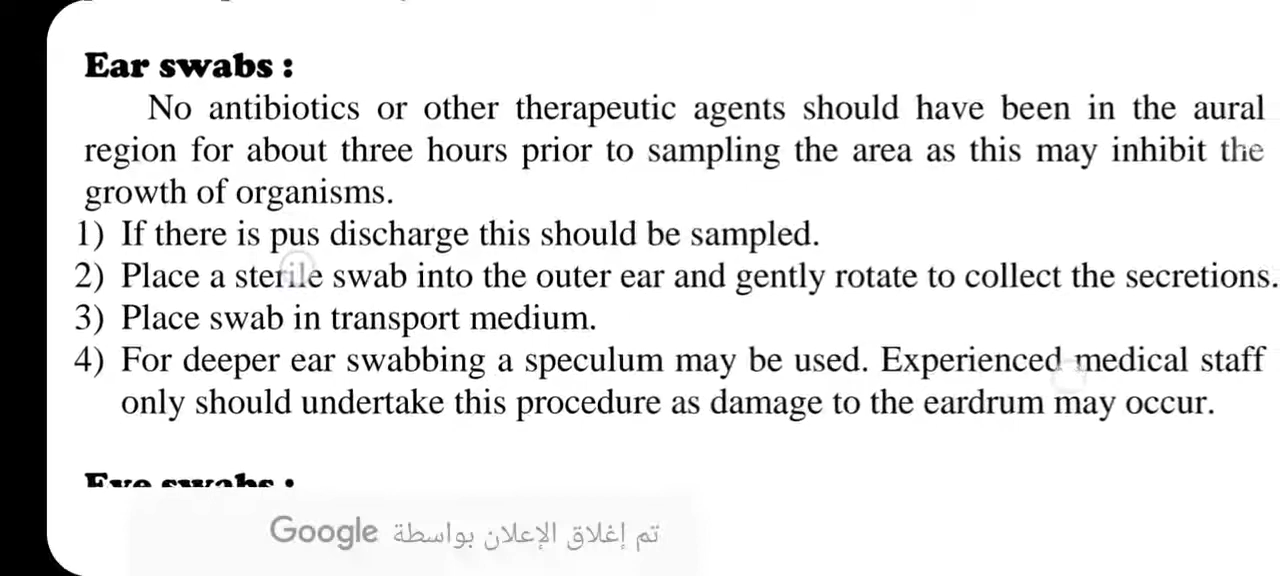 Ear swabs :
No antibiotics or other therapeutic agents should have been in the aural
region for about three hours prior to sampling the area as this may inhibit the
growth of organisms.
1) If there is pus discharge this should be sampled.
2) Place a sterile swab into the outer ear and gently rotate to collect the secretions.
3) Place swab in transport medium.
4) For deeper ear swabbing a speculum may be used. Experienced medical staff
only should undertake this procedure as damage to the eardrum may occur.
Eye swabs :
تم إغلاق الإعلان بواسطة Google